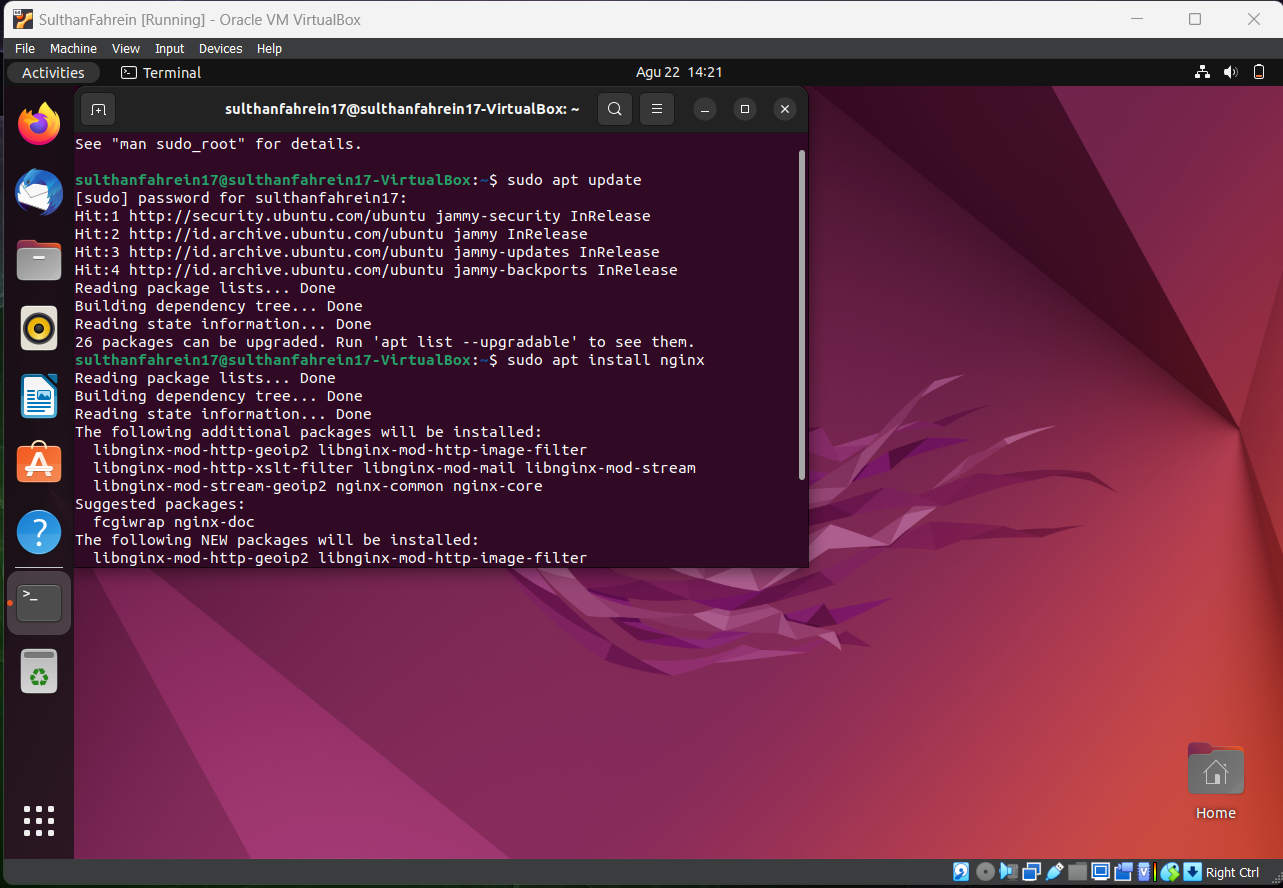 SulthanFahrein [Running] - Oracle VM VirtualBox
File Machine View Input Devices Help
Activities Terminal Agu 22 14:21
sulthanfahrein17@sulthanfahrein17-VirtualBox: ~
See "man sudo_root" for details.
sulthanfahrein17@sulthanfahrein17-VirtualBox:~$ sudo apt update
[sudo] password for sulthanfahrein17:
Hit:1 http://security.ubuntu.com/ubuntu jammy-security InRelease
Hit:2 http://id.archive.ubuntu.com/ubuntu jammy InRelease
Hit:3 http://id.archive.ubuntu.com/ubuntu jammy-updates InRelease
Hit:4 http://id.archive.ubuntu.com/ubuntu jammy-backports InRelease
Reading package lists... Done
Building dependency tree... Done
Reading state information... Done
26 packages can be upgraded. Run 'apt list --upgradable' to see them.
sulthanfahrein17@sulthanfahrein17-VirtualBox:~$ sudo apt install nginx
Reading package lists... Done
Building dependency tree... Done
Reading state information... Done
The following additional packages will be installed:
  libnginx-mod-http-geoip2 libnginx-mod-http-image-filter
  libnginx-mod-http-xslt-filter libnginx-mod-mail libnginx-mod-stream
  libnginx-mod-stream-geoip2 nginx-common nginx-core
Suggested packages:
  fcgiwrap nginx-doc
The following NEW packages will be installed:
  libnginx-mod-http-geoip2 libnginx-mod-http-image-filter
Home
Right Ctrl